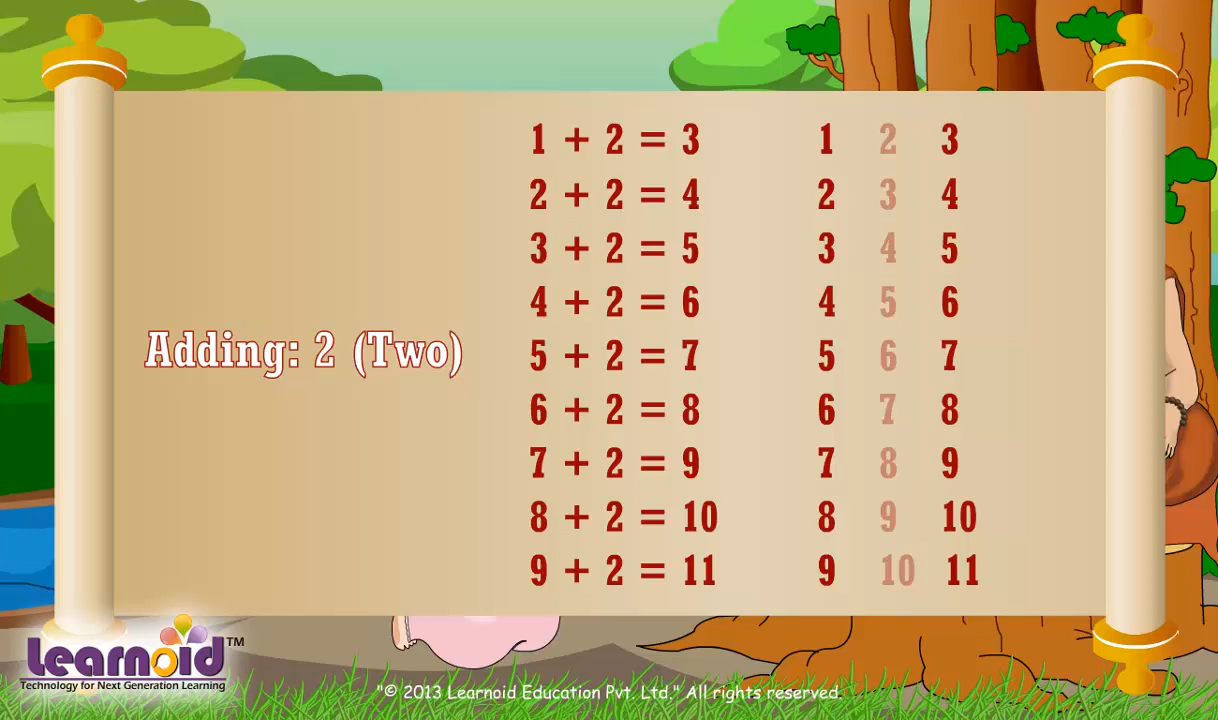 1 + 2 = 3 1 2 3
2 + 2 = 4 2 3 4
3 + 2 = 5 3 4 5
4 + 2 = 6 4 5 6
Adding: 2 (Two)
5 + 2 = 7 5 6 7
6 + 2 = 8 6 7 8
7 + 2 = 9 7 8 9
8 + 2 = 10 8 9 10
9 + 2 = 11 9 10 11
Learnoid™
Technology for Next Generation Learning
"© 2013 Learnoid Education Pvt. Ltd." All rights reserved.